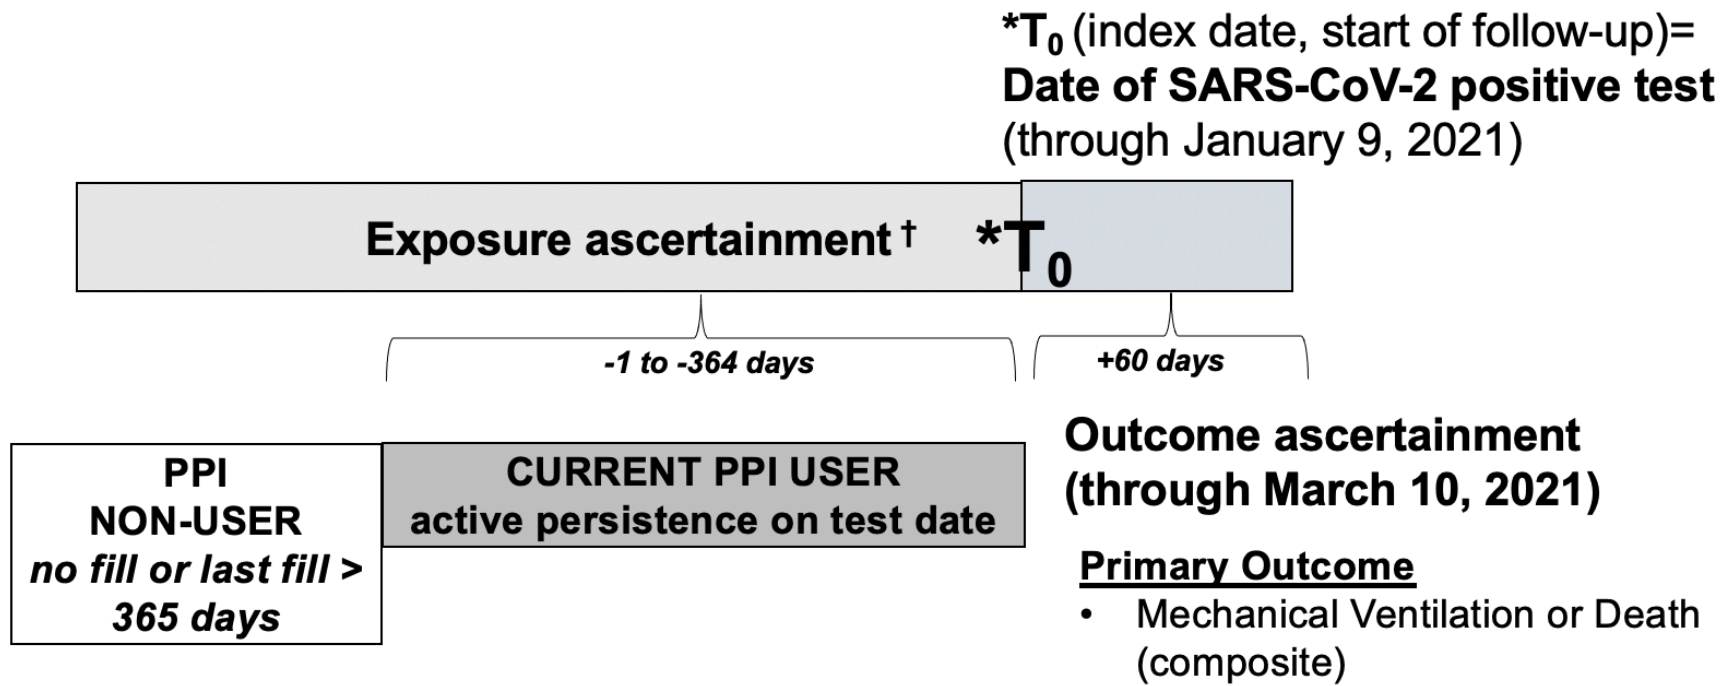 *T0 (index date, start of follow-up)=
Date of SARS-CoV-2 positive test
(through January 9, 2021)
Exposure ascertainment †
*T0
-1 to -364 days
+60 days
PPI
NON-USER
no fill or last fill >
365 days
CURRENT PPI USER
active persistence on test date
Outcome ascertainment
(through March 10, 2021)
Primary Outcome
• Mechanical Ventilation or Death
(composite)